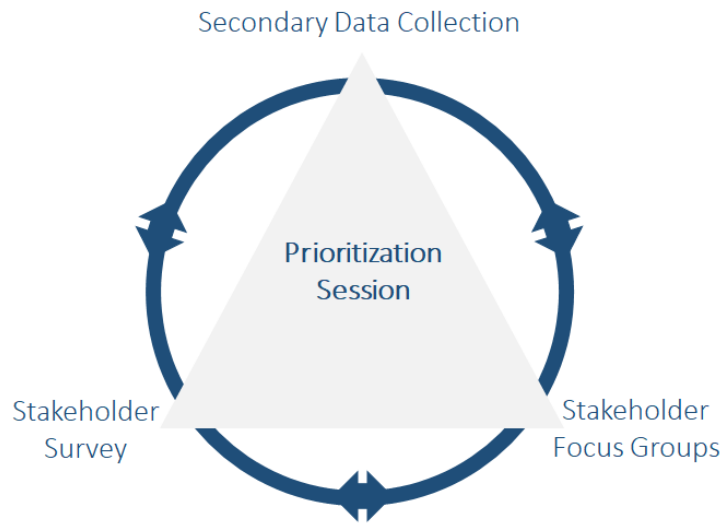 Secondary Data Collection
Prioritization
Session
Stakeholder
Survey
Stakeholder
Focus Groups